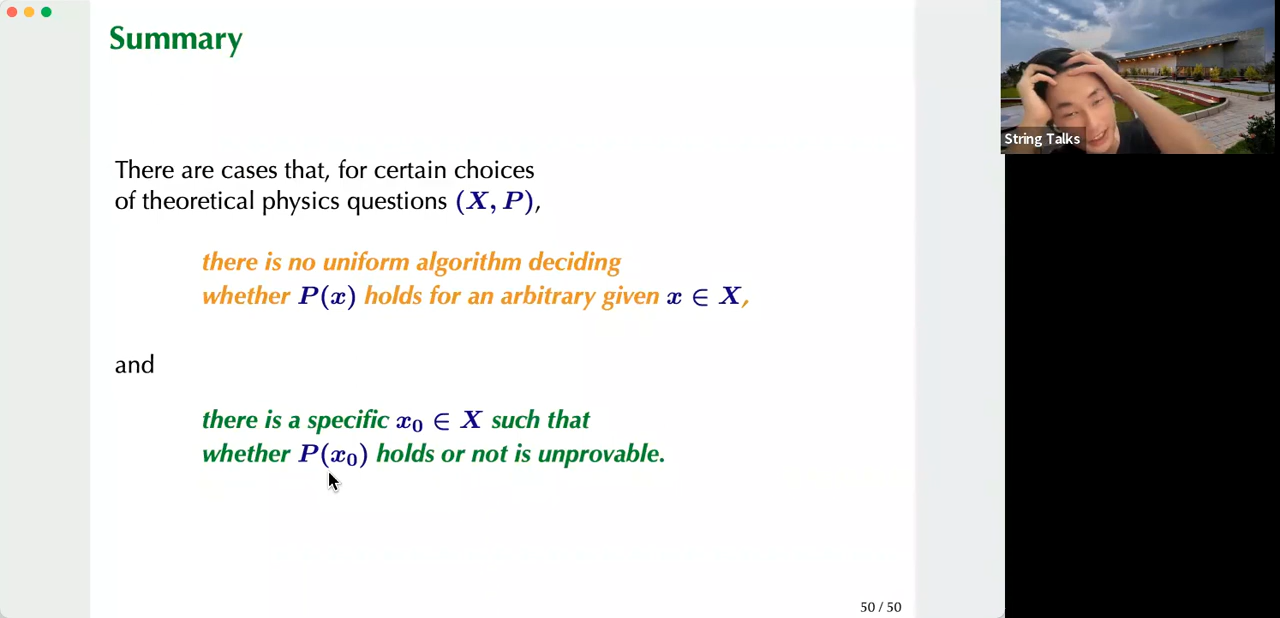 Summary
There are cases that, for certain choices
of theoretical physics questions (X, P),
there is no uniform algorithm deciding
whether P(x) holds for an arbitrary given x ∈ X,
and
there is a specific x₀ ∈ X such that
whether P(x₀) holds or not is unprovable.
50 / 50
String Talks